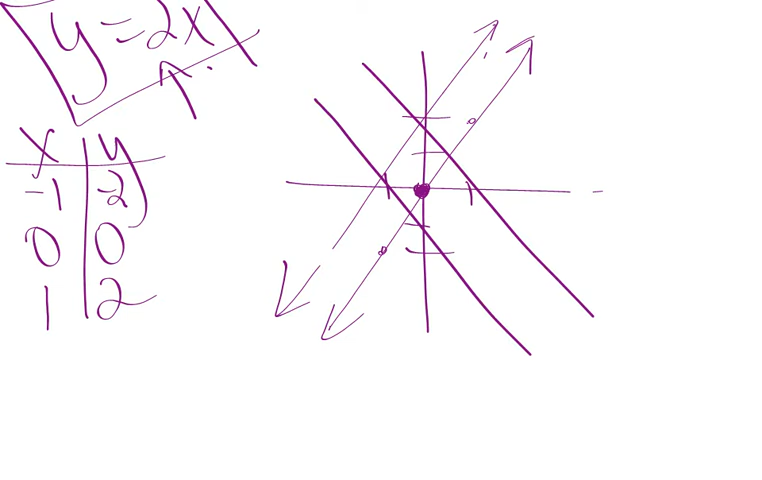 y = 2x
x y
-1 -2
0 0
1 2